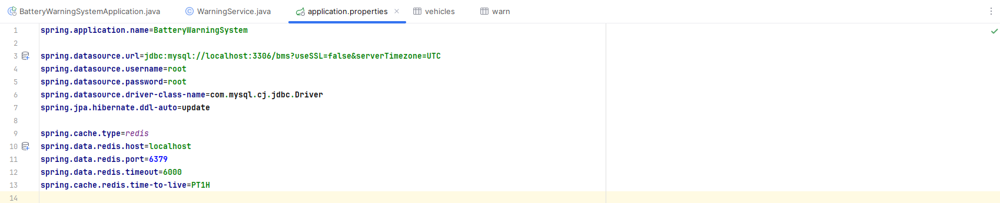 BatteryWarningSystemApplication.java WarningService.java application.properties vehicles warn
1 spring.application.name=BatteryWarningSystem
2
3 spring.datasource.url=jdbc:mysql://localhost:3306/bms?useSSL=false&serverTimezone=UTC
4 spring.datasource.username=root
5 spring.datasource.password=root
6 spring.datasource.driver-class-name=com.mysql.cj.jdbc.Driver
7 spring.jpa.hibernate.ddl-auto=update
8
9 spring.cache.type=redis
10 spring.data.redis.host=localhost
11 spring.data.redis.port=6379
12 spring.data.redis.timeout=6000
13 spring.cache.redis.time-to-live=PT1H
14